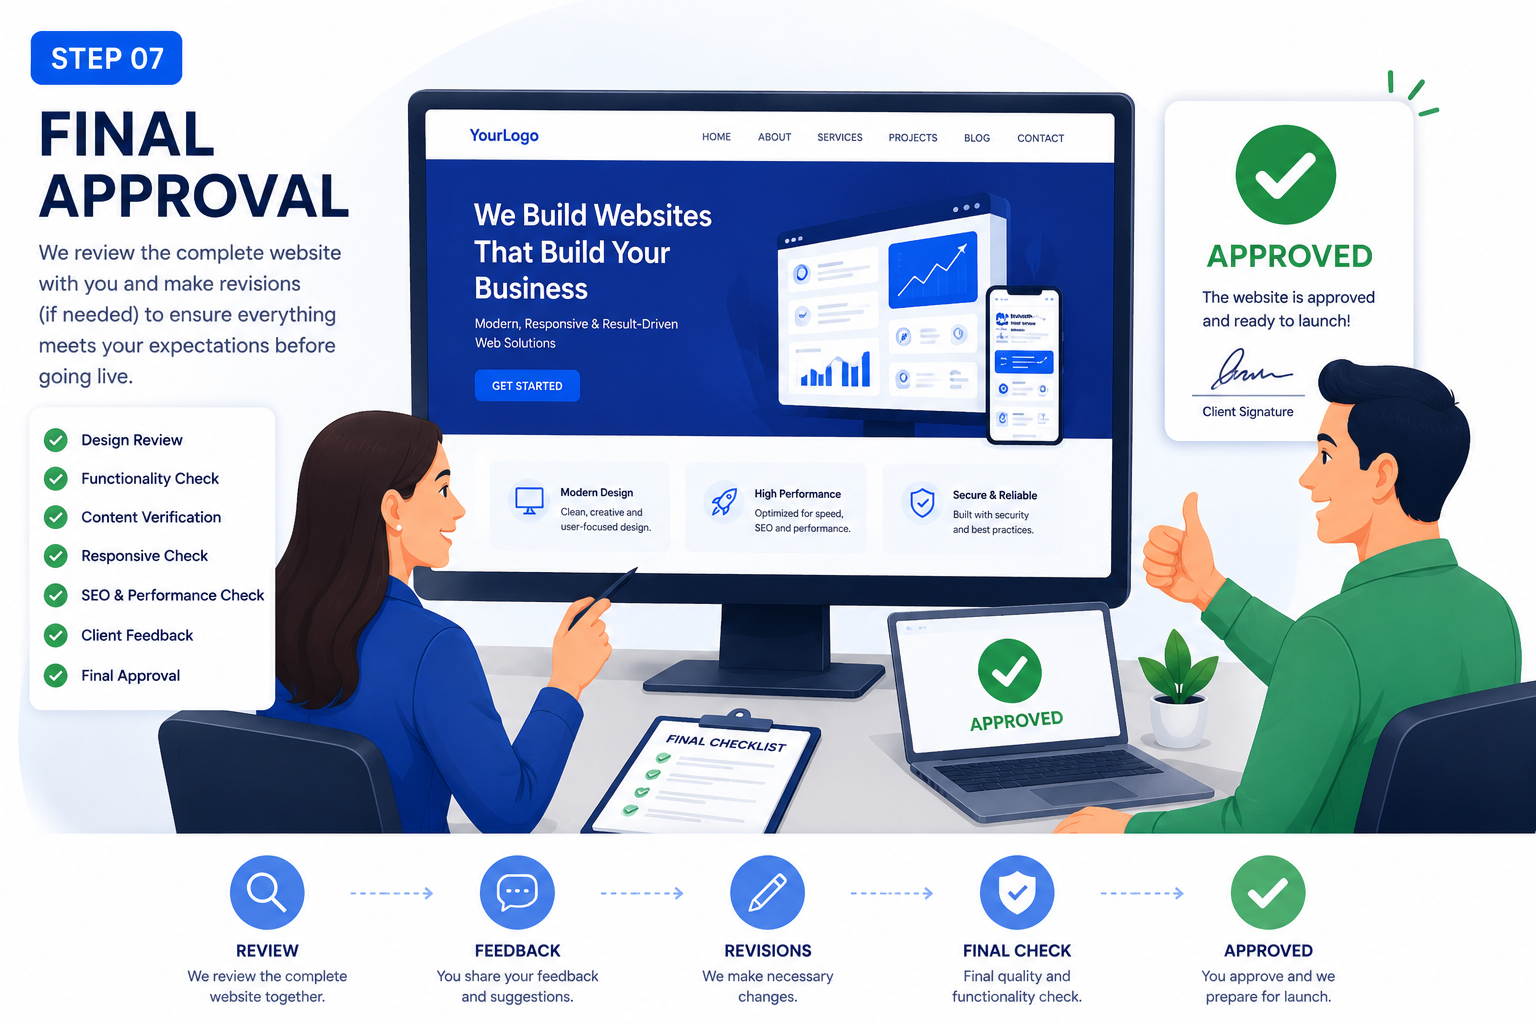 STEP 07
FINAL
APPROVAL
We review the complete website
with you and make revisions
(if needed) to ensure everything
meets your expectations before
going live.
Design Review
Functionality Check
Content Verification
Responsive Check
SEO & Performance Check
Client Feedback
Final Approval
YourLogo
HOME ABOUT SERVICES PROJECTS BLOG CONTACT
We Build Websites
That Build Your
Business
Modern, Responsive & Result-Driven
Web Solutions
GET STARTED
Modern Design
Clean, creative and
user-focused design.
High Performance
Optimized for speed,
SEO and performance.
Secure & Reliable
Built with security
and best practices.
APPROVED
The website is approved
and ready to launch!
Client Signature
FINAL CHECKLIST
APPROVED
REVIEW
We review the complete
website together.
FEEDBACK
You share your feedback
and suggestions.
REVISIONS
We make necessary
changes.
FINAL CHECK
Final quality and
functionality check.
APPROVED
You approve and we
prepare for launch.